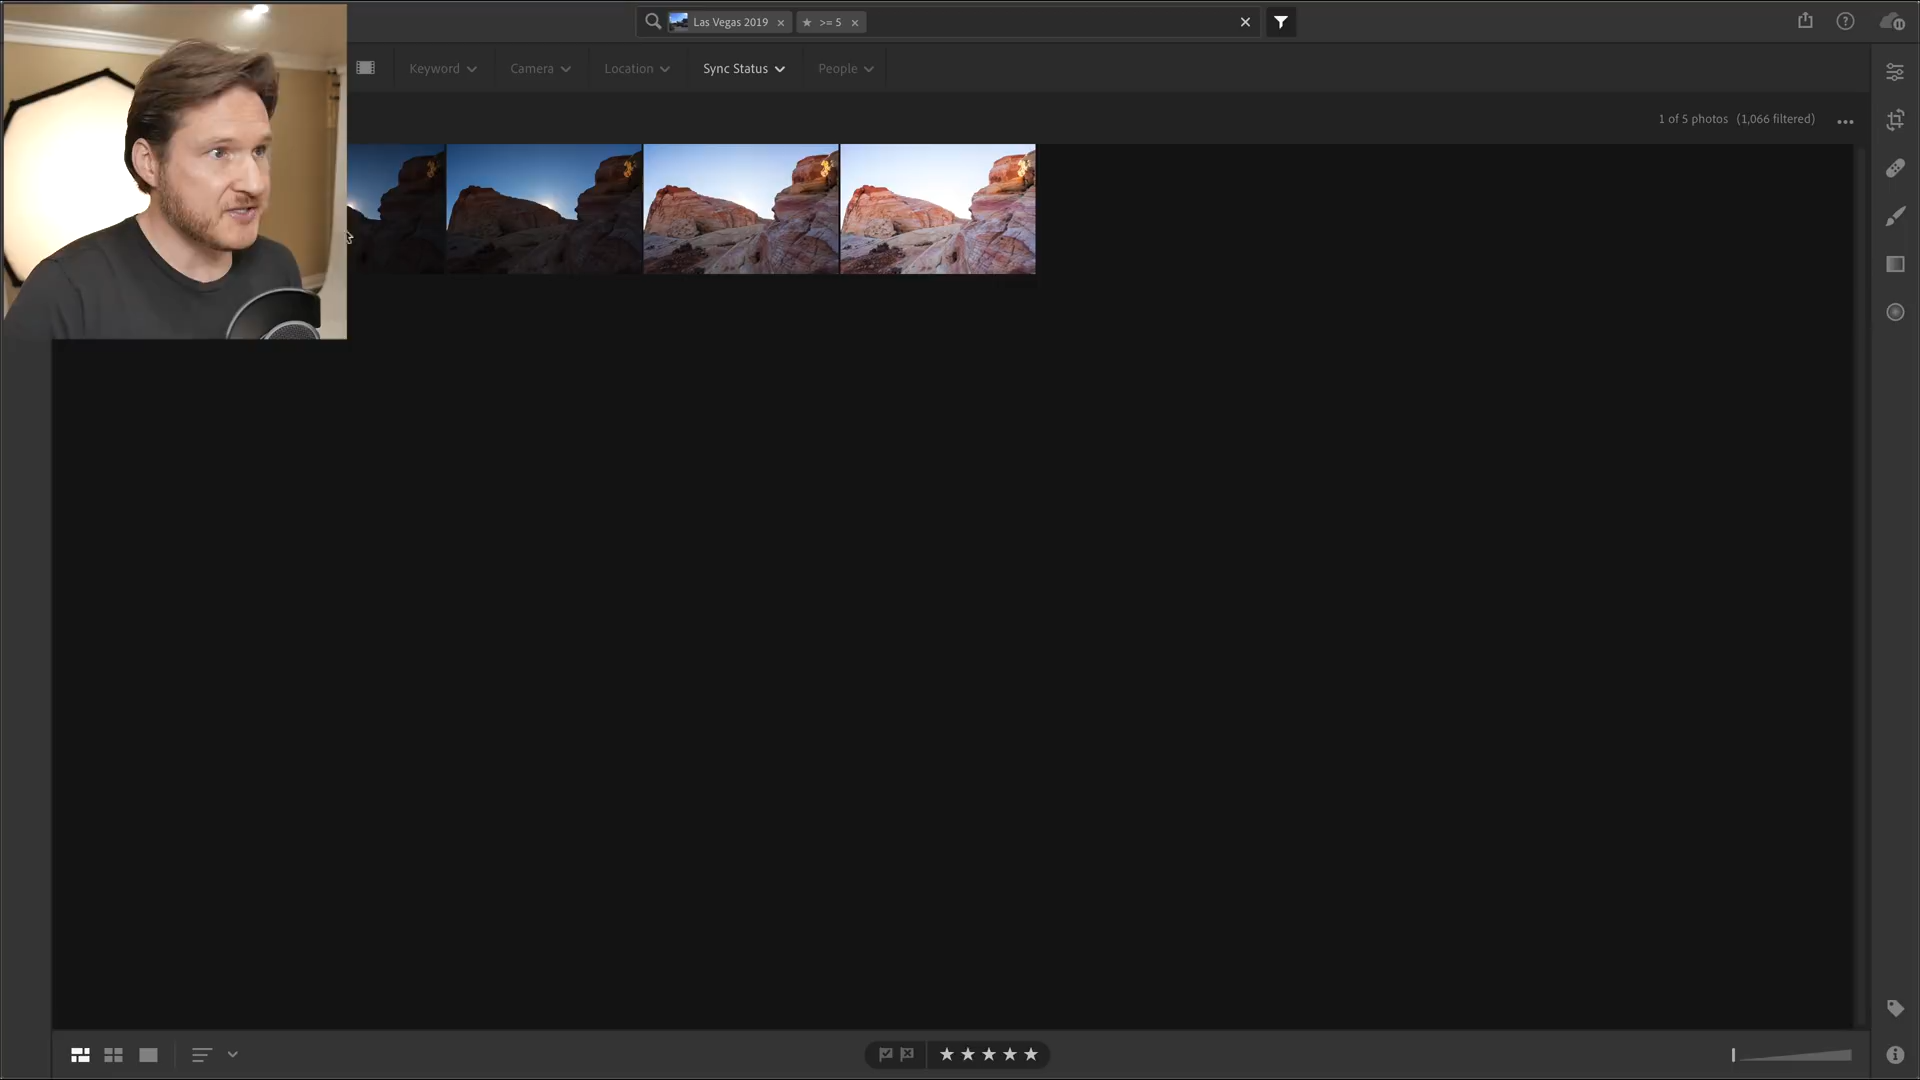 Las Vegas 2019 × ★ >= 5 ×
Keyword Camera Location Sync Status People
1 of 5 photos (1,066 filtered)